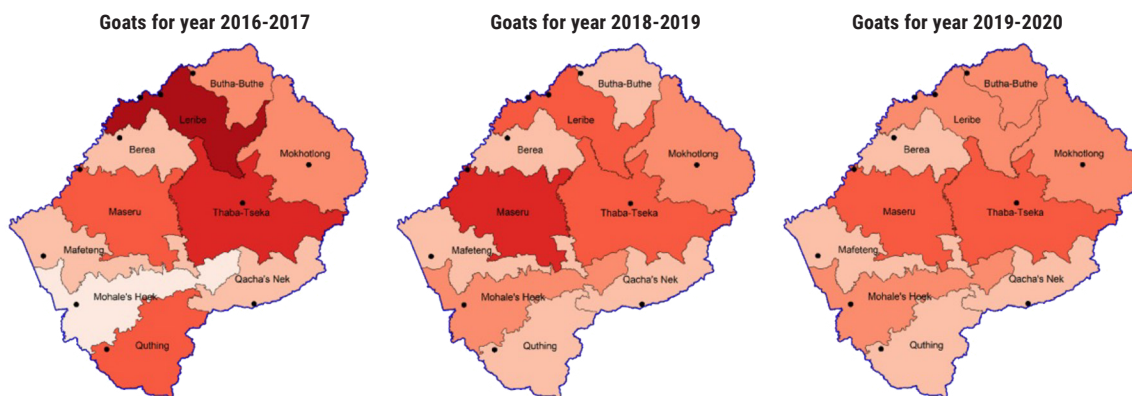 Goats for year 2016-2017
Butha-Buthe
Leribe
Berea
Mokhotlong
Maseru
Thaba-Tseka
Mafeteng
Qacha's Nek
Mohale's Hoek
Quthing
Goats for year 2018-2019
Butha-Buthe
Leribe
Berea
Mokhotlong
Maseru
Thaba-Tseka
Mafeteng
Qacha's Nek
Mohale's Hoek
Quthing
Goats for year 2019-2020
Butha-Buthe
Leribe
Berea
Mokhotlong
Maseru
Thaba-Tseka
Mafeteng
Qacha's Nek
Mohale's Hoek
Quthing